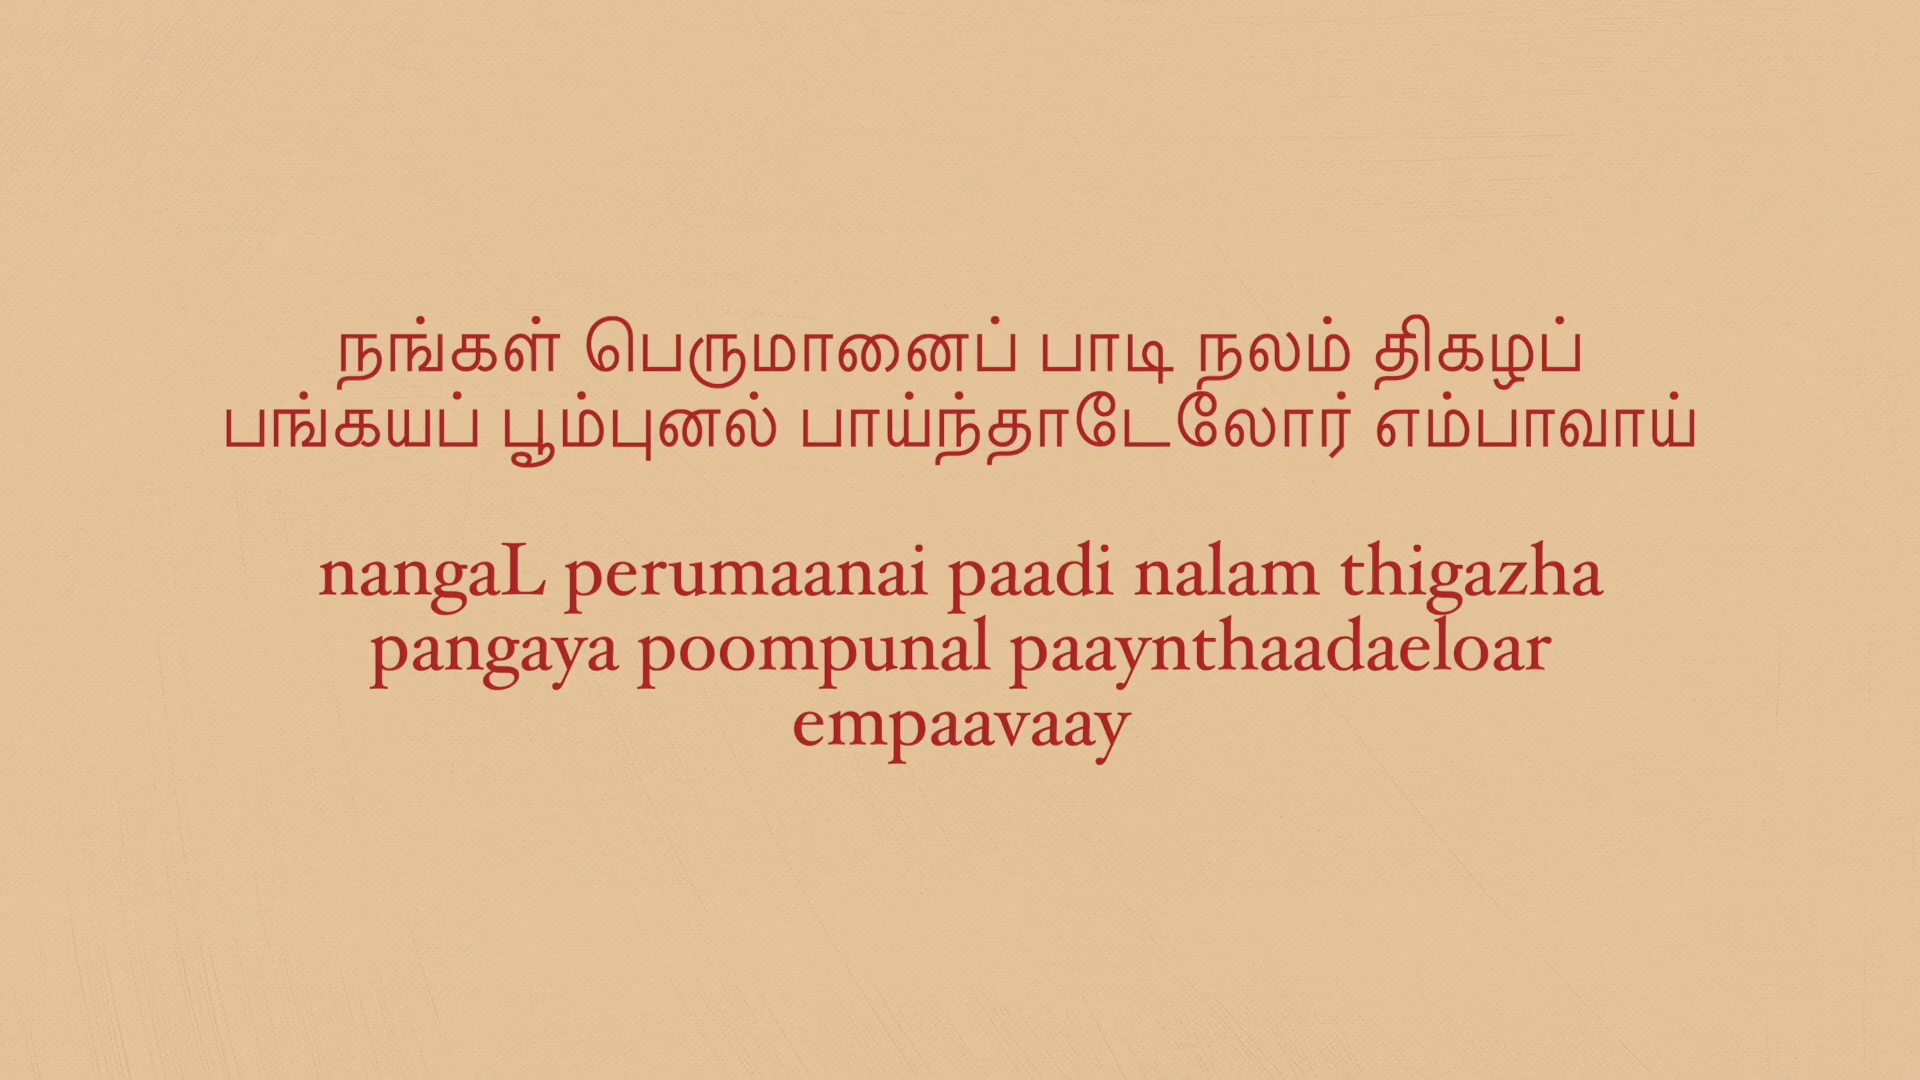 நங்கள் பெருமானைப் பாடி நலம் திகழப்
பங்கயப் பூம்புனல் பாய்ந்தாடேலோர் எம்பாவாய்
nangaL perumaanai paadi nalam thigazha
pangaya poompunal paaynthaadaeloar
empaavaay